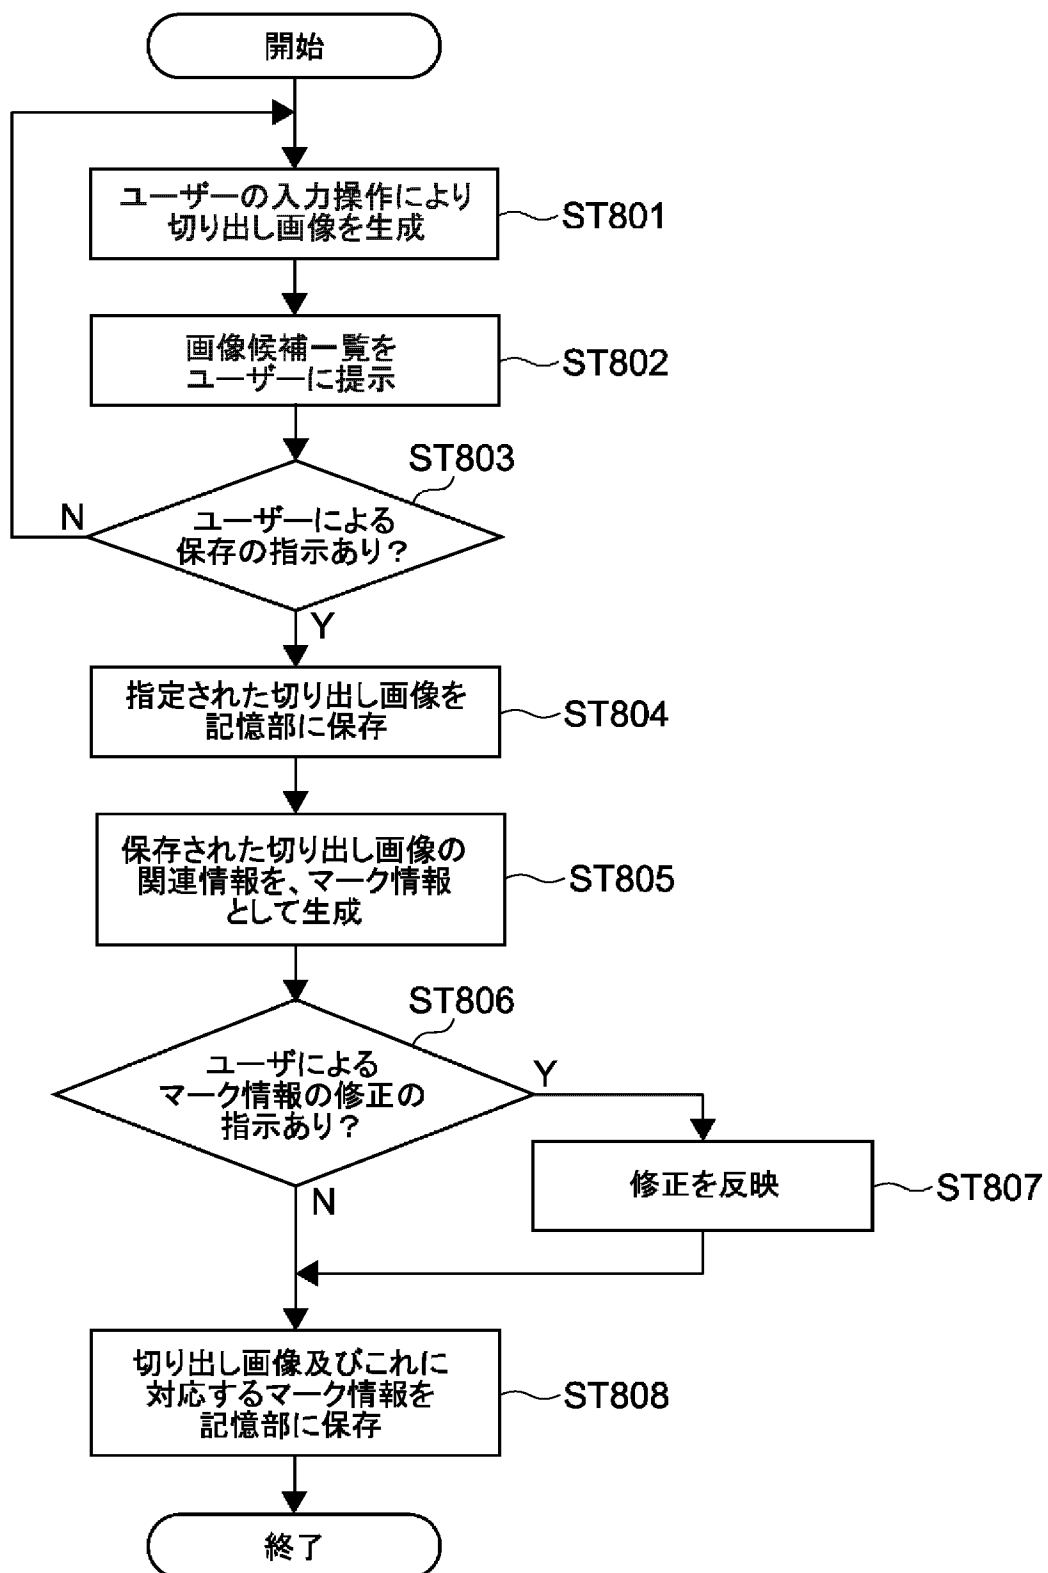 開始
ユーザーの入力操作により
切り出し画像を生成
ST801
画像候補一覧を
ユーザーに提示
ST802
ST803
N
ユーザーによる
保存の指示あり?
Y
指定された切り出し画像を
記憶部に保存
ST804
保存された切り出し画像の
関連情報を、マーク情報
として生成
ST805
ST806
ユーザによる
マーク情報の修正の
指示あり?
Y
N
修正を反映
ST807
切り出し画像及びこれに
対応するマーク情報を
記憶部に保存
ST808
終了